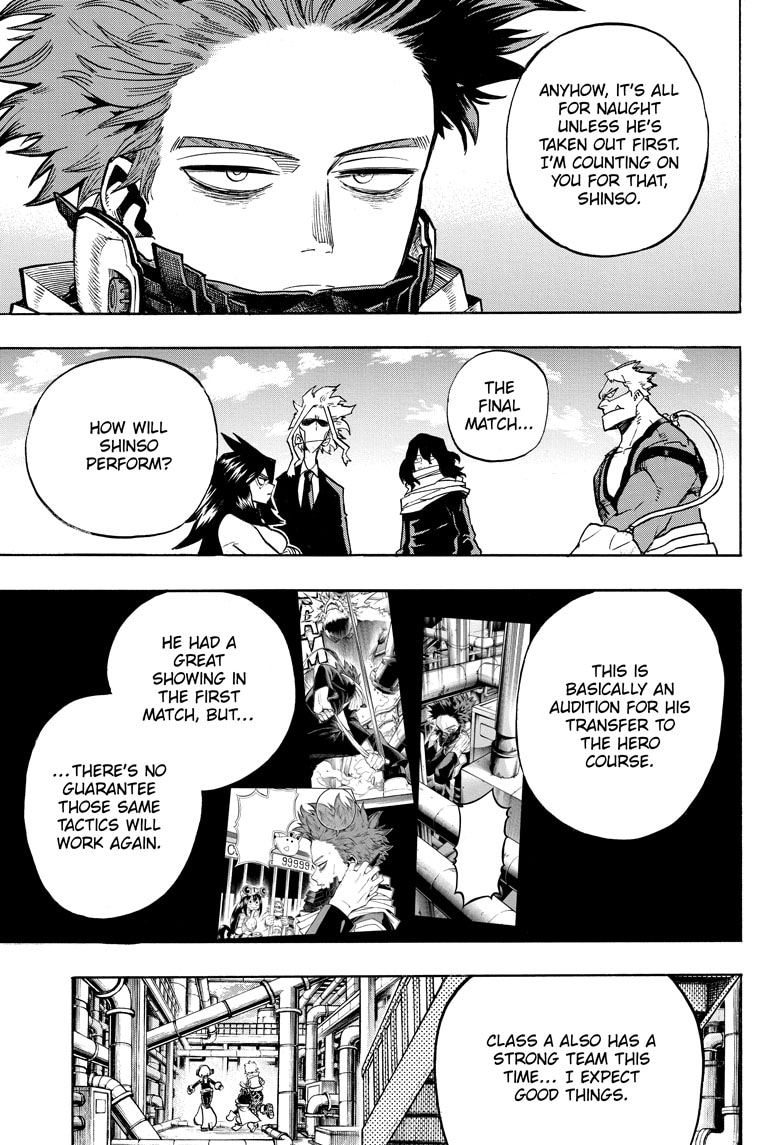 ANYHOW, IT'S ALL
FOR NAUGHT
UNLESS HE'S
TAKEN OUT FIRST.
I'M COUNTING ON
YOU FOR THAT,
SHINSO.
THE
FINAL
MATCH...
HOW WILL
SHINSO
PERFORM?
THIS IS
BASICALLY AN
AUDITION FOR HIS
TRANSFER TO
THE HERO
COURSE.
HE HAD A
GREAT
SHOWING IN
THE FIRST
MATCH, BUT...
...THERE'S NO
GUARANTEE
THOSE SAME
TACTICS WILL
WORK AGAIN.
99999
CLASS A ALSO HAS A
STRONG TEAM THIS
TIME... I EXPECT
GOOD THINGS.